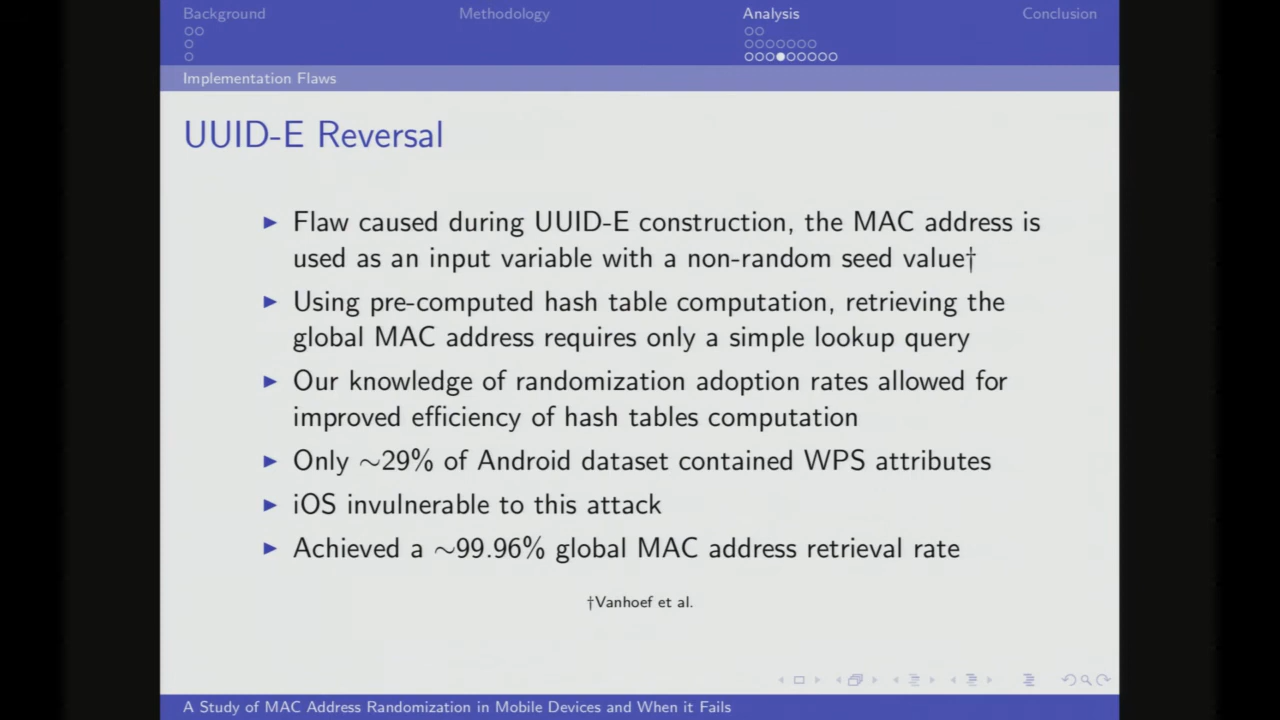 Background
Methodology
Analysis
Conclusion
Implementation Flaws
UUID-E Reversal
Flaw caused during UUID-E construction, the MAC address is
used as an input variable with a non-random seed value†
Using pre-computed hash table computation, retrieving the
global MAC address requires only a simple lookup query
Our knowledge of randomization adoption rates allowed for
improved efficiency of hash tables computation
Only ~29% of Android dataset contained WPS attributes
iOS invulnerable to this attack
Achieved a ~99.96% global MAC address retrieval rate
†Vanhoef et al.
A Study of MAC Address Randomization in Mobile Devices and When it Fails